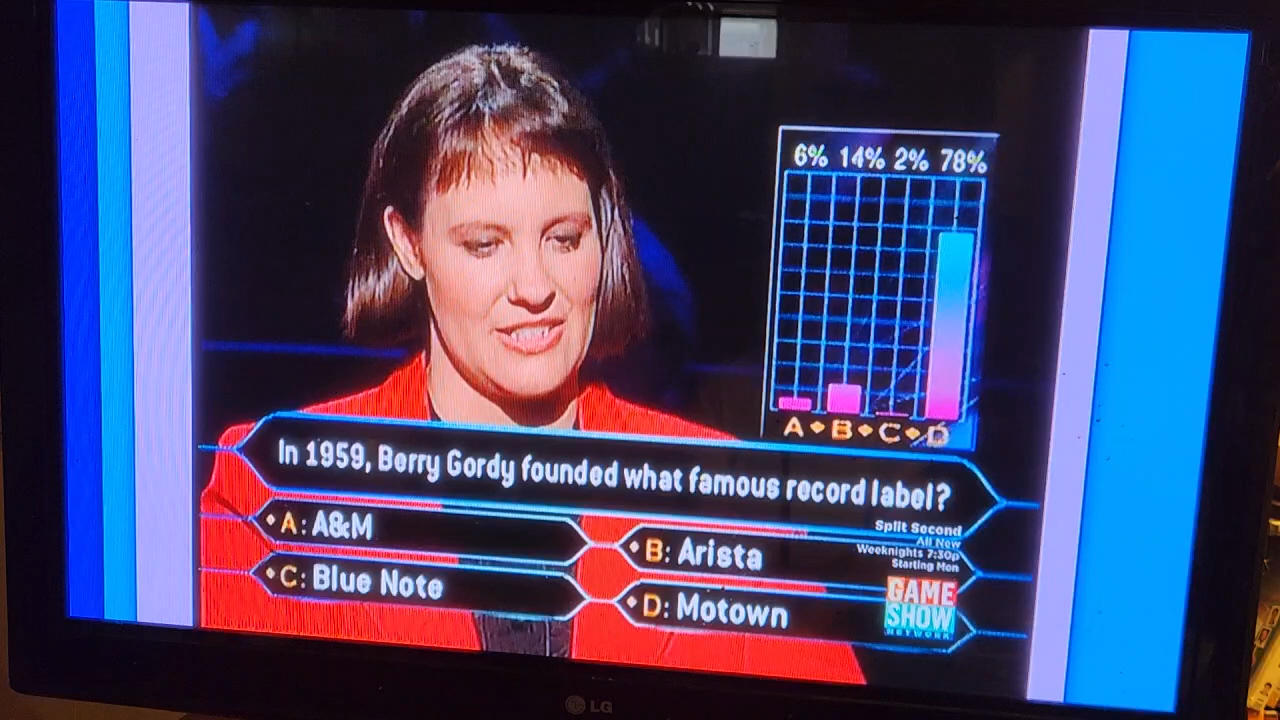 6% 14% 2% 78%
A B C D
In 1959, Berry Gordy founded what famous record label?
A: A&M
B: Arista
C: Blue Note
D: Motown
Split Second
All New
Weeknights 7:30p
Starting Mon
GAME
SHOW
NETWORK
LG